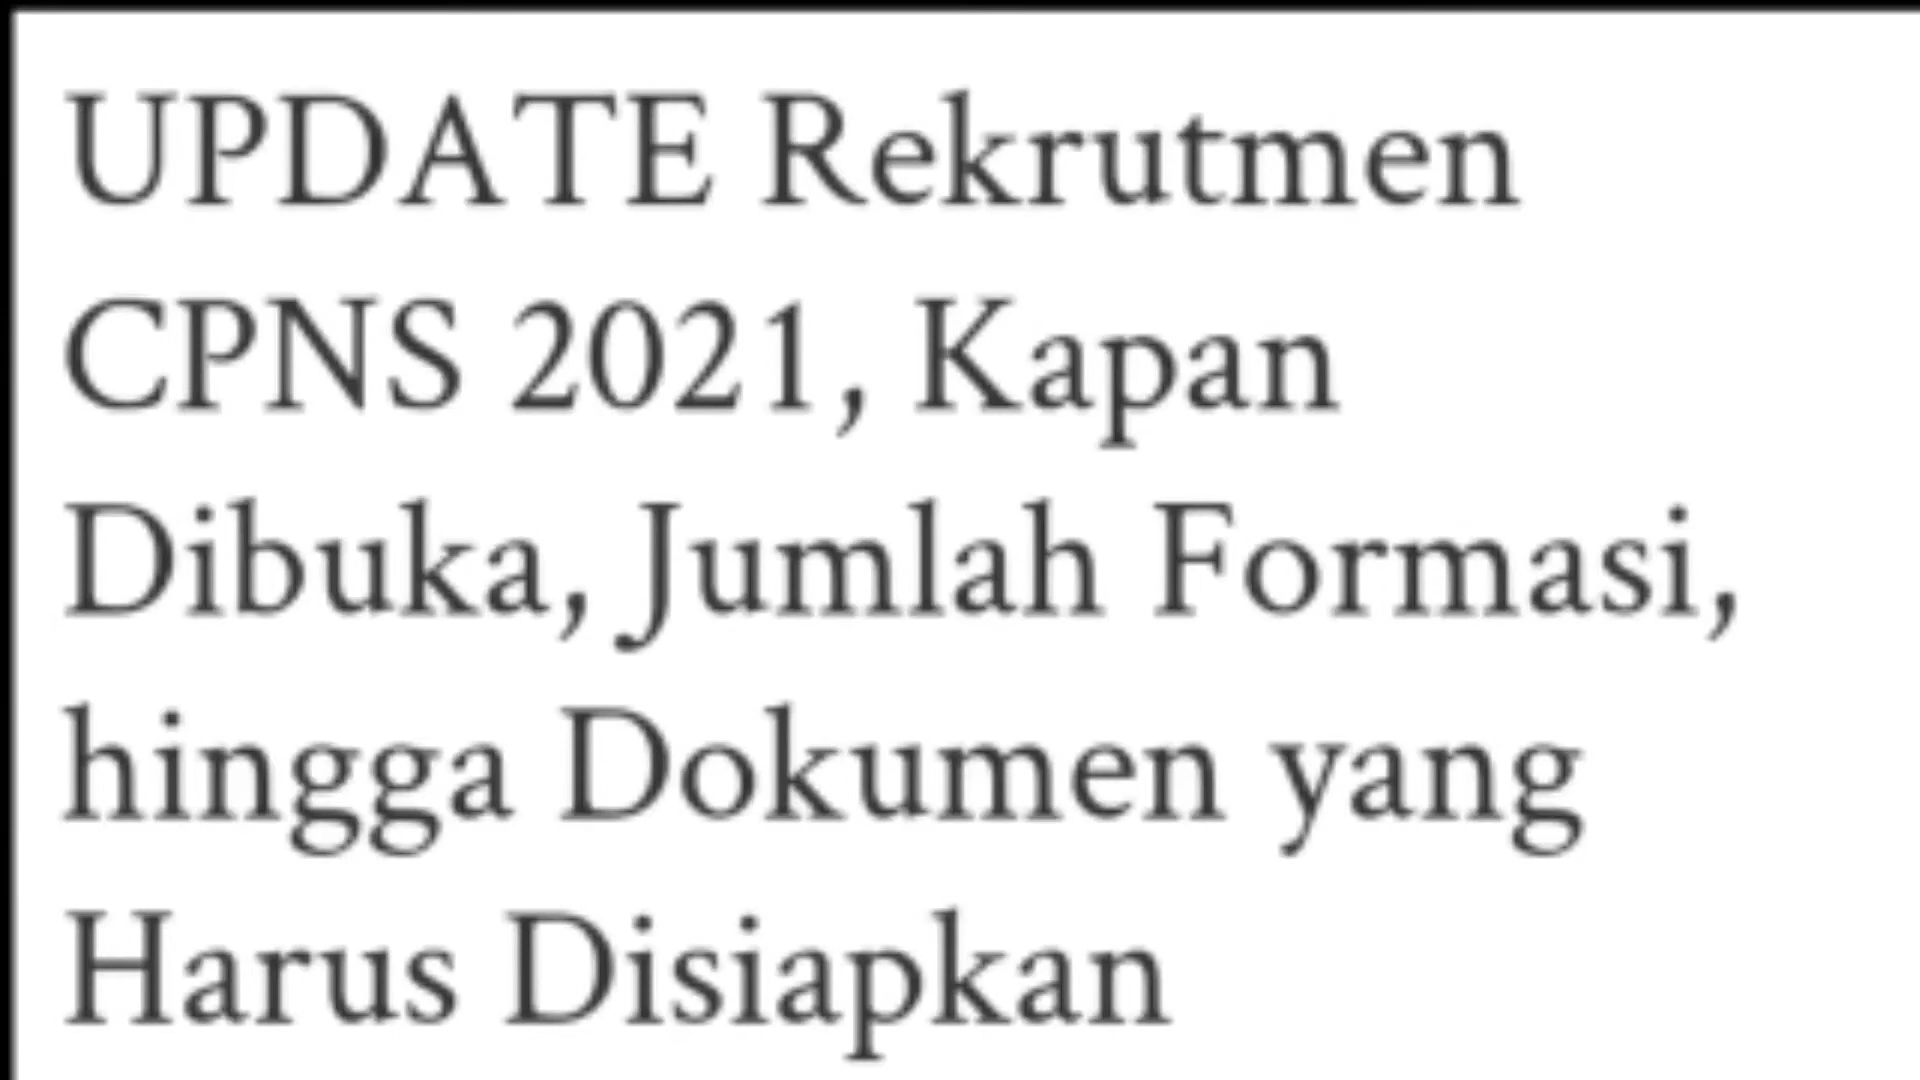 UPDATE Rekrutmen
CPNS 2021, Kapan
Dibuka, Jumlah Formasi,
hingga Dokumen yang
Harus Disiapkan